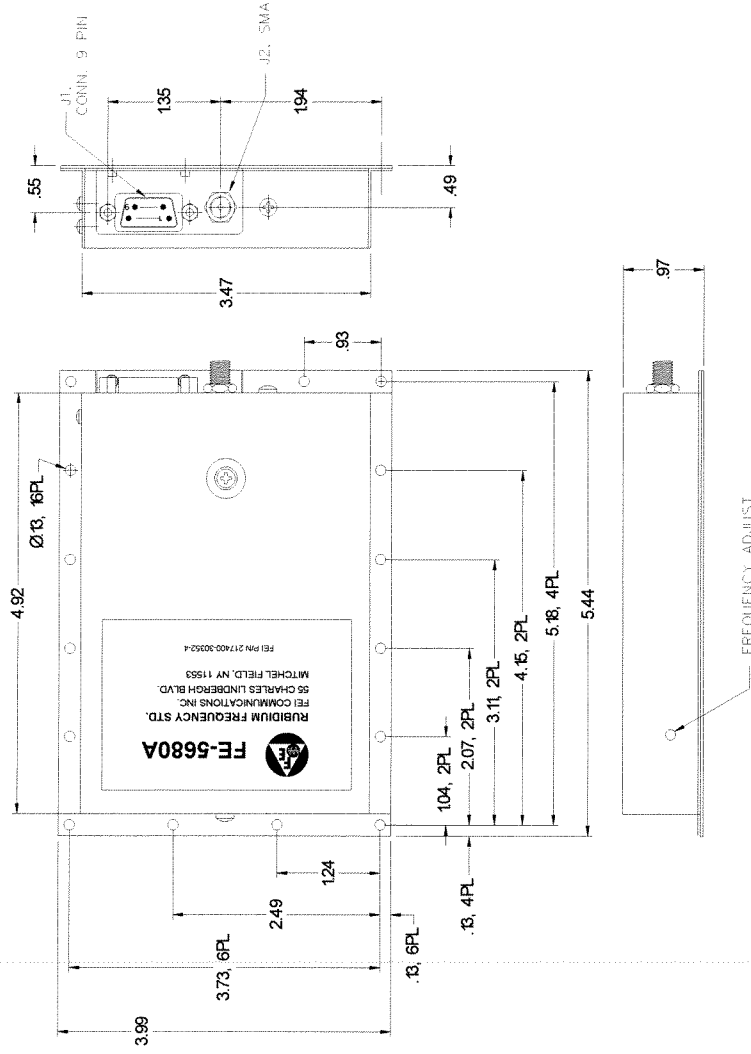 J1,
CONN. 9 PIN
J2, SMA
.55
1.35
1.94
.49
3.47
4.92
Ø.13, 16PL
.93
FE-5680A
RUBIDIUM FREQUENCY STD.
FEI COMMUNICATIONS INC.
55 CHARLES LINDBERGH BLVD.
MITCHEL FIELD, NY 11553
FEI P/N 217400-30352-4
1.04, 2PL
2.07, 2PL
3.11, 2PL
4.15, 2PL
5.18, 4PL
5.44
.13, 4PL
1.24
2.49
.13, 6PL
3.73, 6PL
3.99
.97
FREQUENCY ADJUST